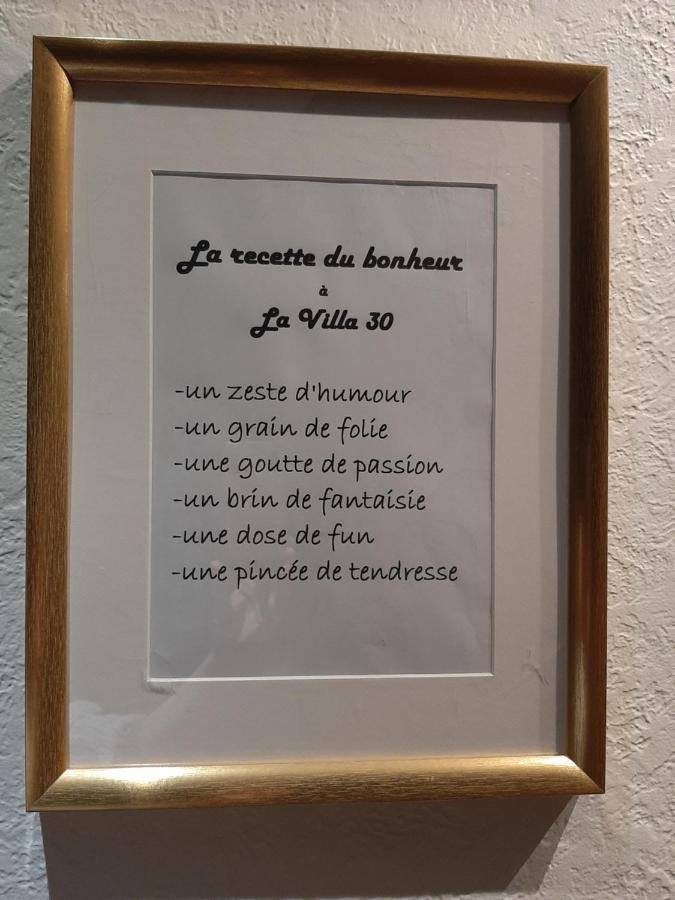 La recette du bonheur
à
La Villa 30
-un zeste d'humour
-un grain de folie
-une goutte de passion
-un brin de fantaisie
-une dose de fun
-une pincée de tendresse